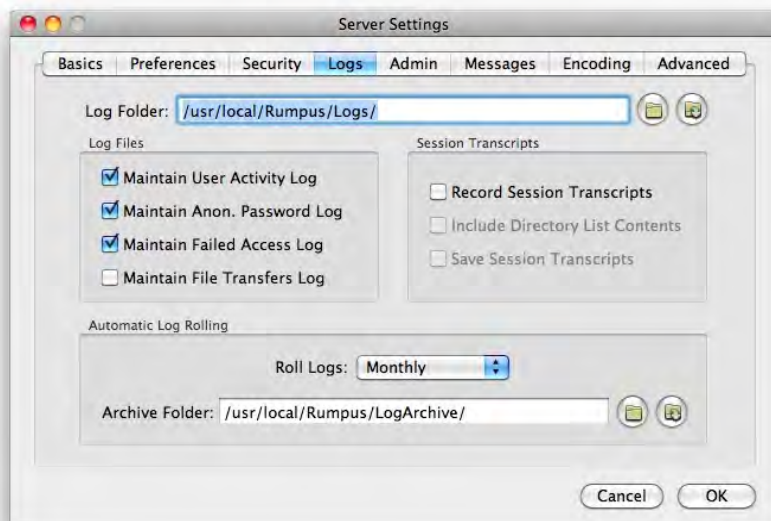 Server Settings
Basics Preferences Security Logs Admin Messages Encoding Advanced
Log Folder: /usr/local/Rumpus/Logs/
Log Files
Maintain User Activity Log
Maintain Anon. Password Log
Maintain Failed Access Log
Maintain File Transfers Log
Session Transcripts
Record Session Transcripts
Include Directory List Contents
Save Session Transcripts
Automatic Log Rolling
Roll Logs: Monthly
Archive Folder: /usr/local/Rumpus/LogArchive/
Cancel OK